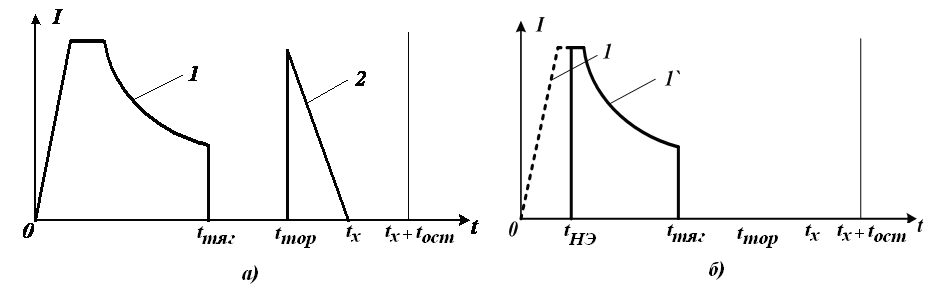 I
1
2
0
tтяг
tтор
tx
tx + tост
t
а)
I
1
1`
0
tНЭ
tтяг
tтор
tx
tx + tост
t
б)